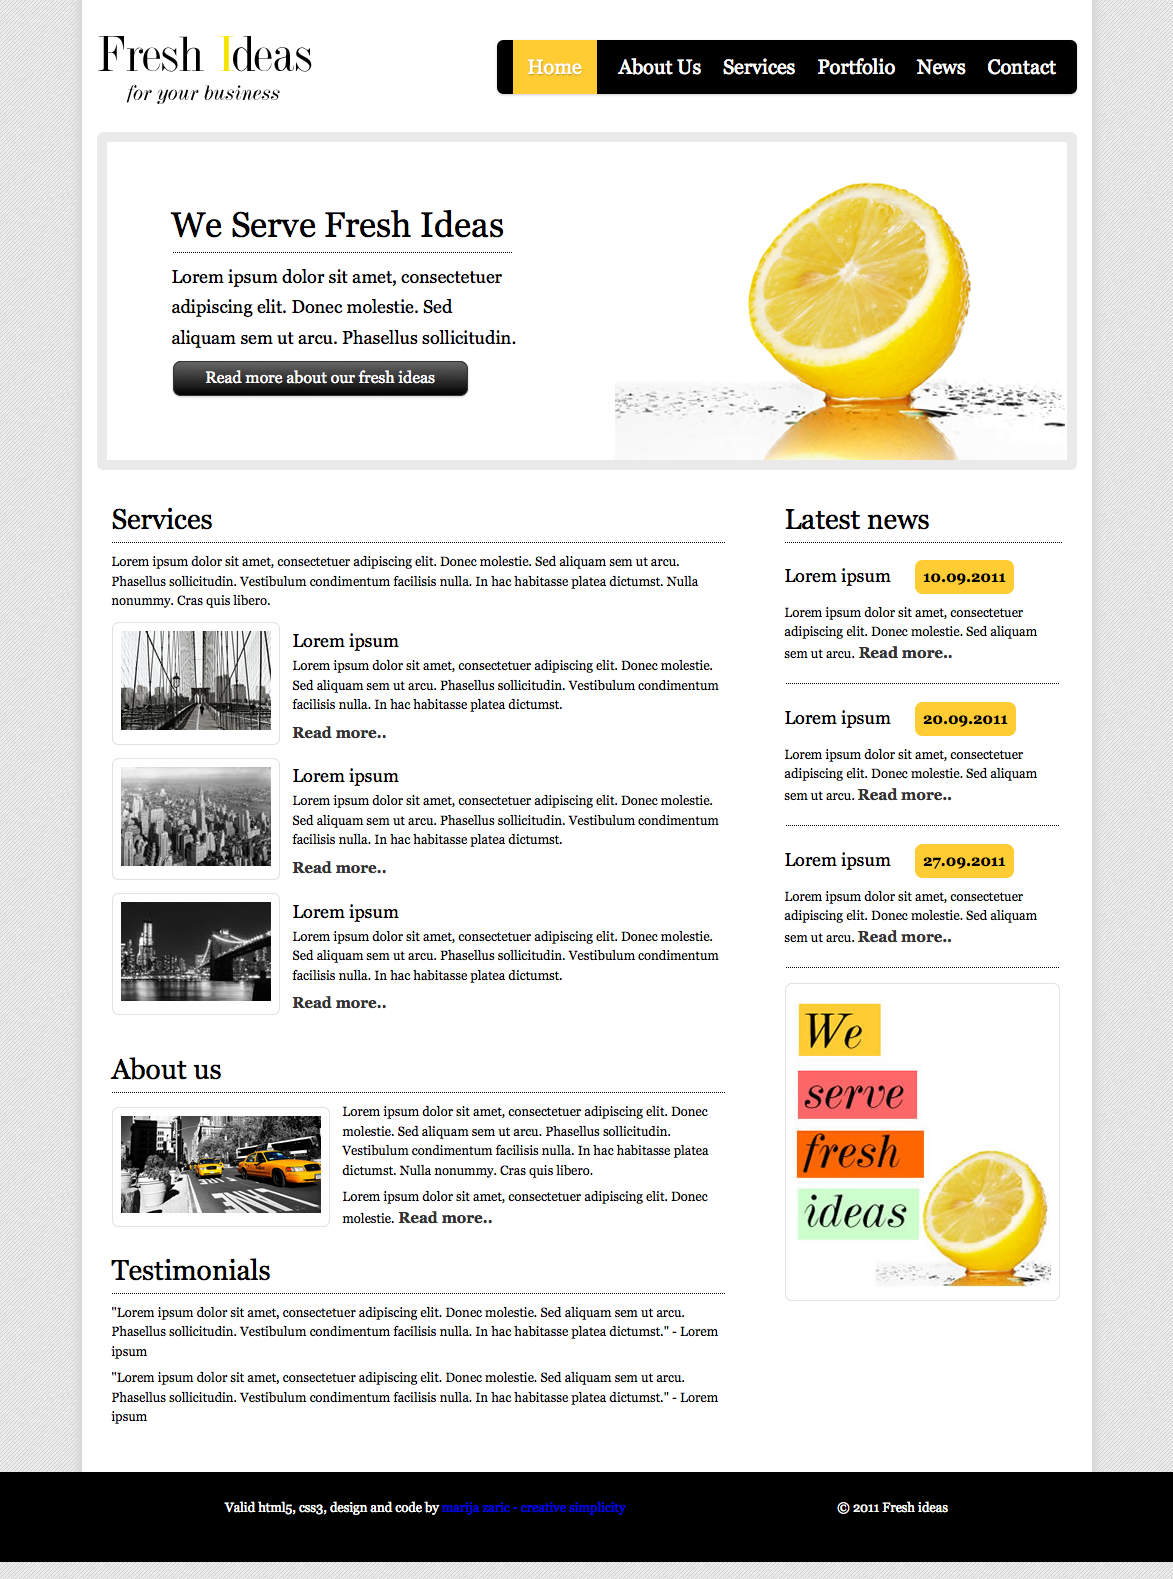 Fresh Ideas
for your business
Home About Us Services Portfolio News Contact
We Serve Fresh Ideas
Lorem ipsum dolor sit amet, consectetuer
adipiscing elit. Donec molestie. Sed
aliquam sem ut arcu. Phasellus sollicitudin.
Read more about our fresh ideas
Services
Lorem ipsum dolor sit amet, consectetuer adipiscing elit. Donec molestie. Sed aliquam sem ut arcu.
Phasellus sollicitudin. Vestibulum condimentum facilisis nulla. In hac habitasse platea dictumst. Nulla
nonummy. Cras quis libero.
Lorem ipsum
Lorem ipsum dolor sit amet, consectetuer adipiscing elit. Donec molestie.
Sed aliquam sem ut arcu. Phasellus sollicitudin. Vestibulum condimentum
facilisis nulla. In hac habitasse platea dictumst.
Read more..
Lorem ipsum
Lorem ipsum dolor sit amet, consectetuer adipiscing elit. Donec molestie.
Sed aliquam sem ut arcu. Phasellus sollicitudin. Vestibulum condimentum
facilisis nulla. In hac habitasse platea dictumst.
Read more..
Lorem ipsum
Lorem ipsum dolor sit amet, consectetuer adipiscing elit. Donec molestie.
Sed aliquam sem ut arcu. Phasellus sollicitudin. Vestibulum condimentum
facilisis nulla. In hac habitasse platea dictumst.
Read more..
About us
Lorem ipsum dolor sit amet, consectetuer adipiscing elit. Donec
molestie. Sed aliquam sem ut arcu. Phasellus sollicitudin.
Vestibulum condimentum facilisis nulla. In hac habitasse platea
dictumst. Nulla nonummy. Cras quis libero.
Lorem ipsum dolor sit amet, consectetuer adipiscing elit. Donec
molestie. Read more..
Testimonials
"Lorem ipsum dolor sit amet, consectetuer adipiscing elit. Donec molestie. Sed aliquam sem ut arcu.
Phasellus sollicitudin. Vestibulum condimentum facilisis nulla. In hac habitasse platea dictumst." - Lorem
ipsum
"Lorem ipsum dolor sit amet, consectetuer adipiscing elit. Donec molestie. Sed aliquam sem ut arcu.
Phasellus sollicitudin. Vestibulum condimentum facilisis nulla. In hac habitasse platea dictumst." - Lorem
ipsum
Latest news
Lorem ipsum 10.09.2011
Lorem ipsum dolor sit amet, consectetuer
adipiscing elit. Donec molestie. Sed aliquam
sem ut arcu. Read more..
Lorem ipsum 20.09.2011
Lorem ipsum dolor sit amet, consectetuer
adipiscing elit. Donec molestie. Sed aliquam
sem ut arcu. Read more..
Lorem ipsum 27.09.2011
Lorem ipsum dolor sit amet, consectetuer
adipiscing elit. Donec molestie. Sed aliquam
sem ut arcu. Read more..
We
serve
fresh
ideas
Valid html5, css3, design and code by marija zaric - creative simplicity
© 2011 Fresh ideas